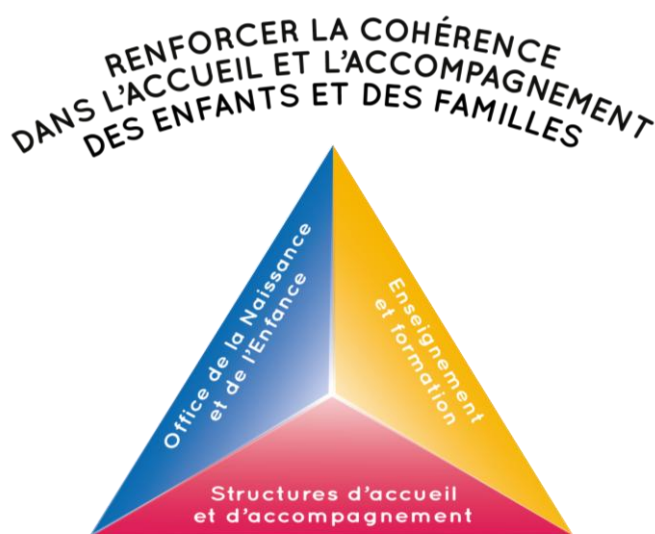 RENFORCER LA COHÉRENCE
DANS L'ACCUEIL ET L'ACCOMPAGNEMENT
DES ENFANTS ET DES FAMILLES
Office de la Naissance
et de l'Enfance
Enseignement
et formation
Structures d'accueil
et d'accompagnement